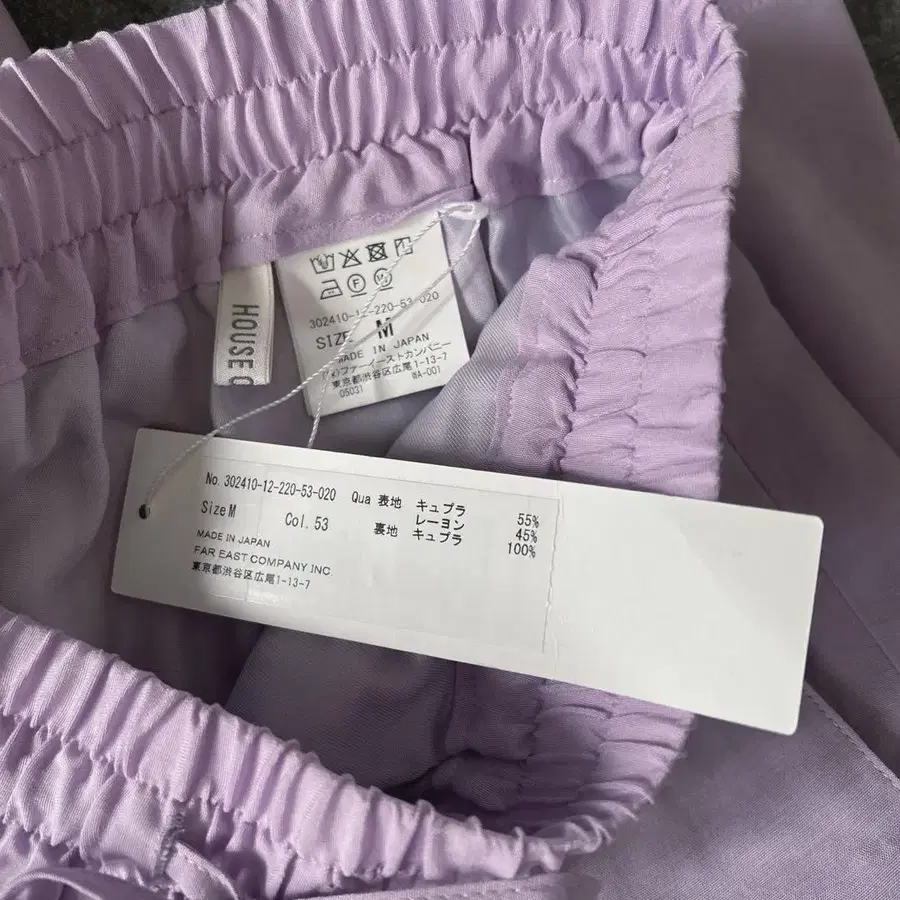 HOUSE
302410-12-220-53-020
SIZE M
MADE IN JAPAN
ファーイーストカンパニー
東京都渋谷区広尾1-13-7
05031 WA-001
No. 302410-12-220-53-020 Qua 表地 キュプラ 55%
レーヨン 45%
Size M Col. 53 裏地 キュプラ 100%
MADE IN JAPAN
FAR EAST COMPANY INC.
東京都渋谷区広尾1-13-7